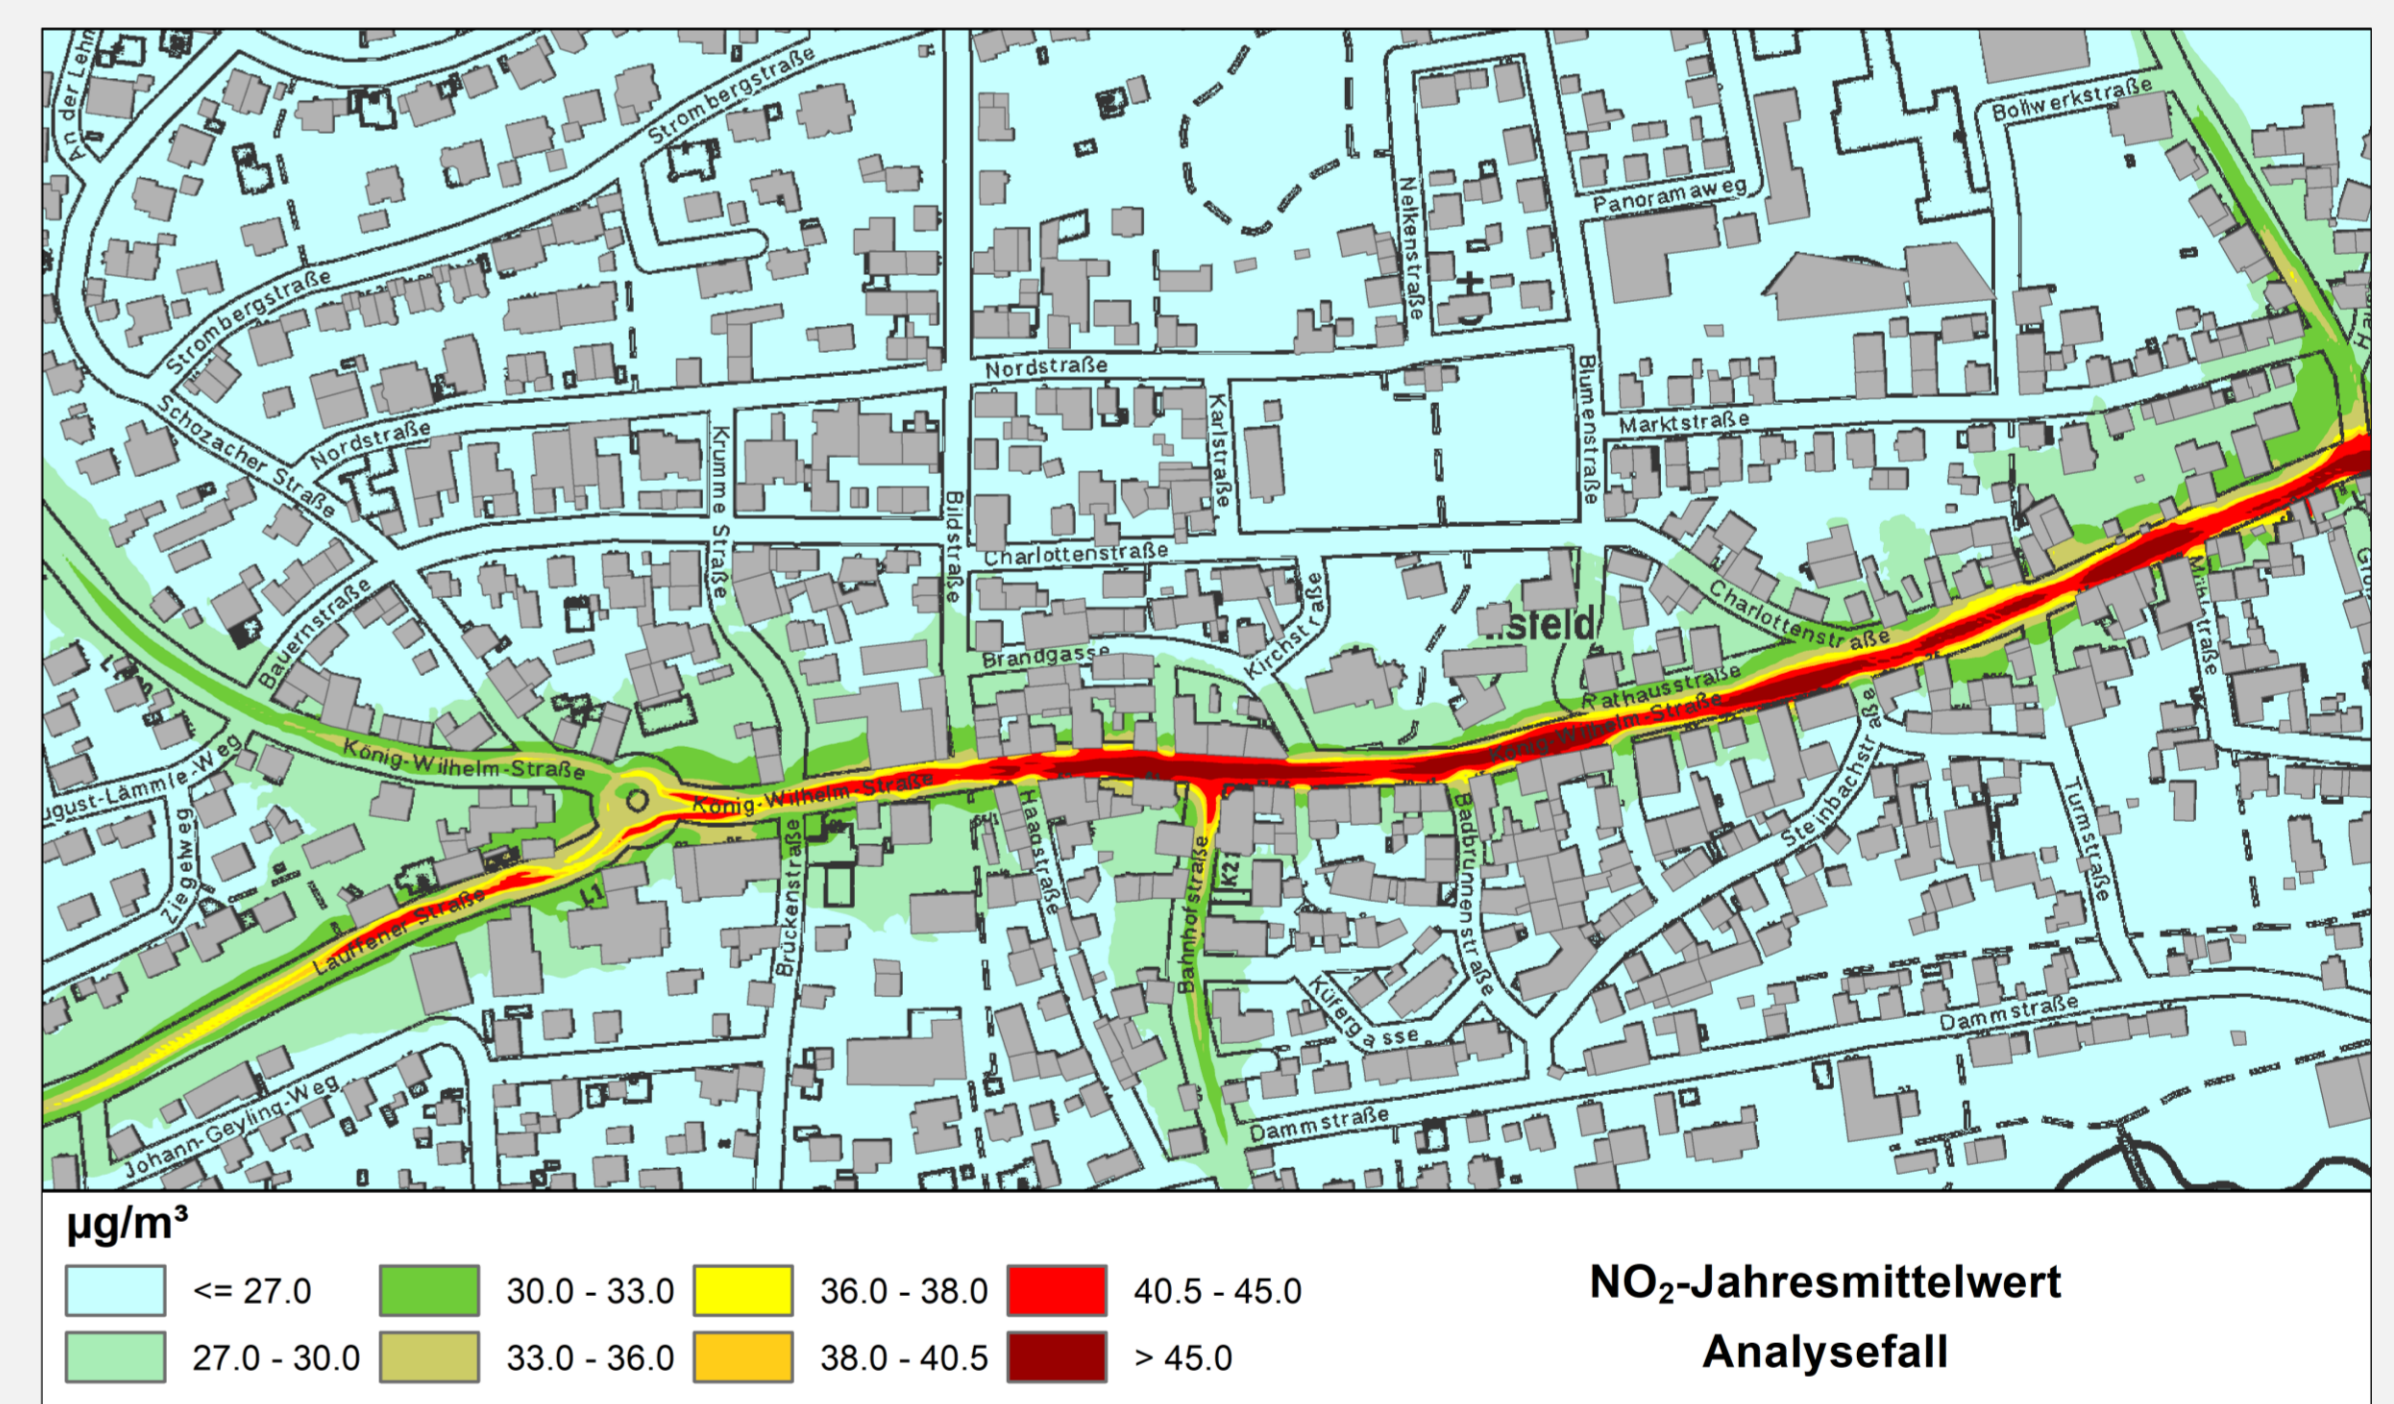 An der Lehn
Strombergstraße
Bollwerkstraße
Nelkenstraße
Panoramaweg
Strombergstraße
Nordstraße
Blumenstraße
Marktstraße
Schozacher Straße
Nordstraße
Krumme Straße
Karlstraße
Bildstraße
Charlottenstraße
Bauernstraße
Charlottenstraße
sfeld
Kirchstraße
Brandgasse
Mühlstraße
Rathausstraße
König-Wilhelm-Straße
König-Wilhelm-Straße
König-Wilhelm-Straße
ugust-Lämmle-Weg
Ziegelweg
Haagstraße
Badbrunnenstraße
Steinbachstraße
Turmstraße
Brückenstraße
Bahnhofstraße
K2
L1
Lauffener Straße
Küfergasse
Dammstraße
Dammstraße
Johann-Geyling-Weg
µg/m³
<= 27.0
30.0 - 33.0
36.0 - 38.0
40.5 - 45.0
27.0 - 30.0
33.0 - 36.0
38.0 - 40.5
> 45.0
NO₂-Jahresmittelwert
Analysefall